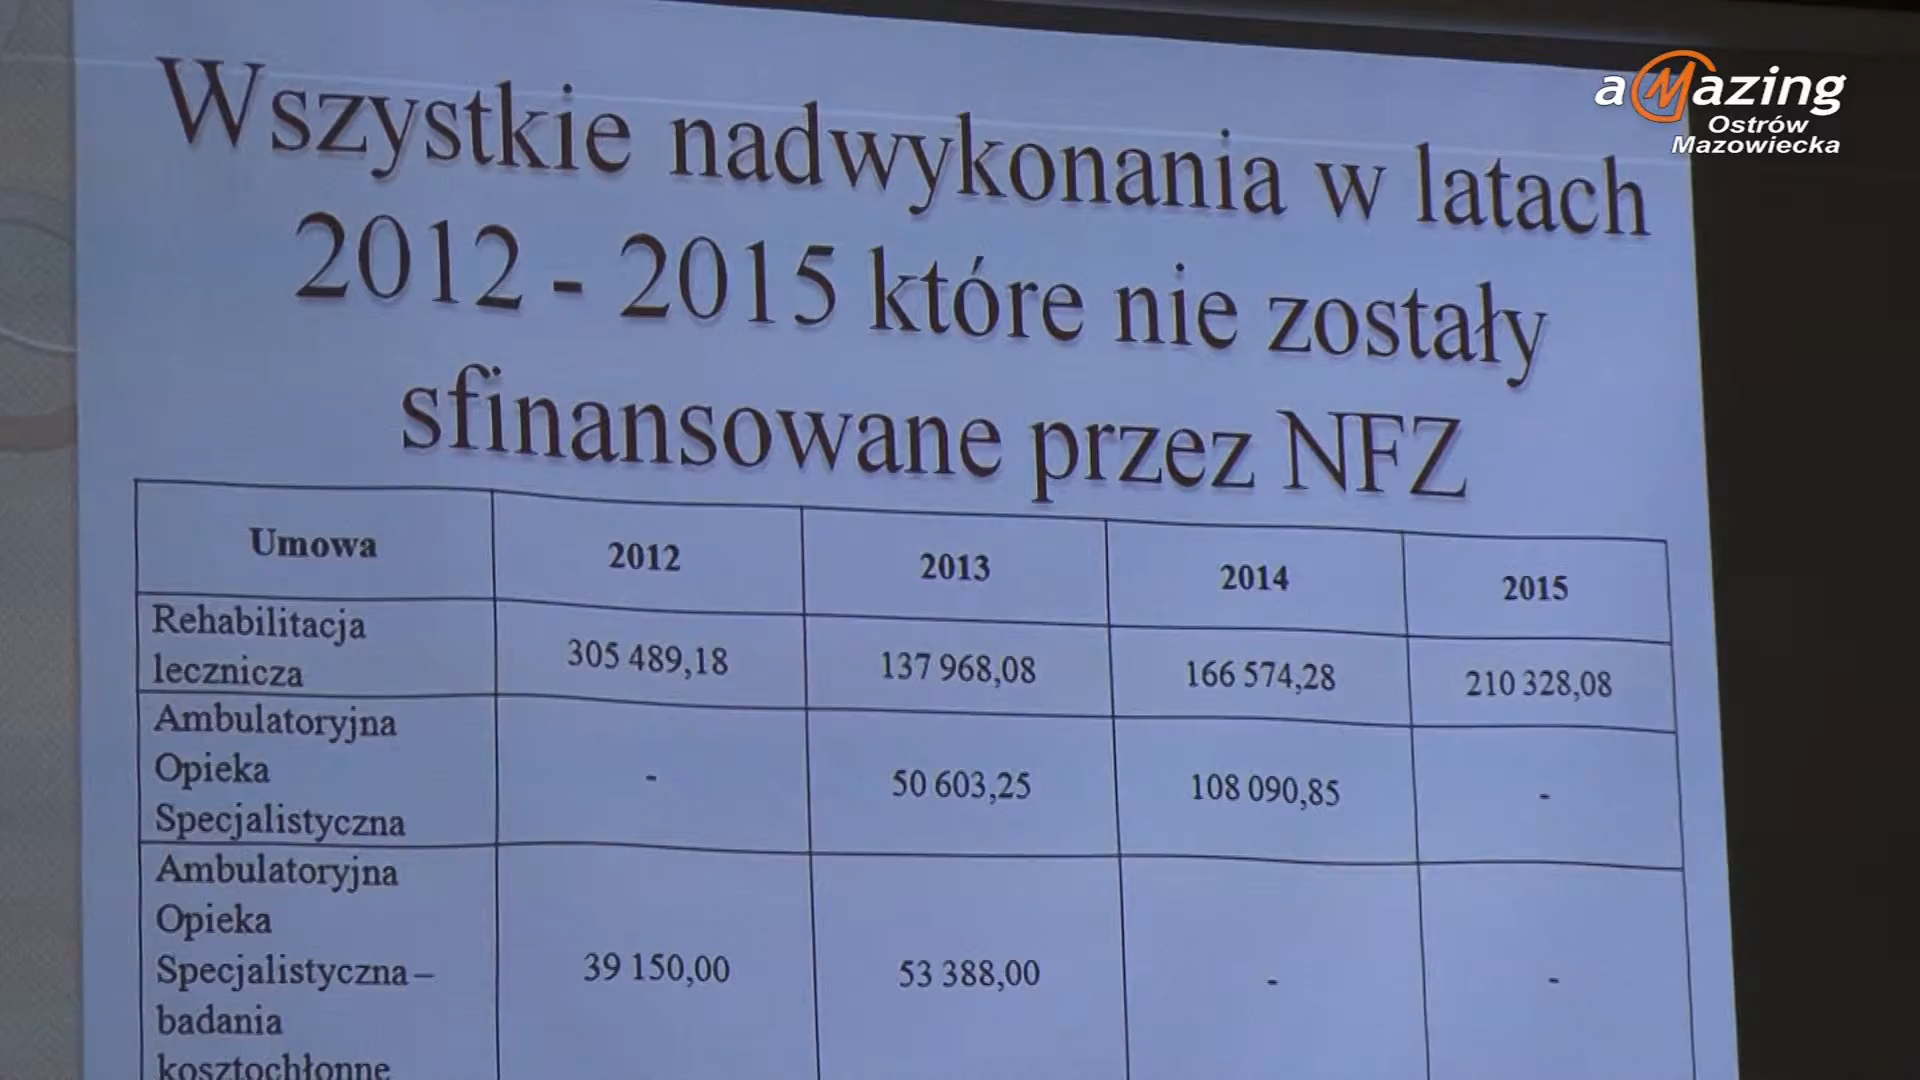 aMazing
Ostrów
Mazowiecka
Wszystkie nadwykonania w latach
2012 - 2015 które nie zostały
sfinansowane przez NFZ
Umowa 2012 2013 2014 2015
Rehabilitacja
lecznicza 305 489,18 137 968,08 166 574,28 210 328,08
Ambulatoryjna
Opieka - 50 603,25 108 090,85 -
Specjalistyczna
Ambulatoryjna
Opieka
Specjalistyczna– 39 150,00 53 388,00 - -
badania
kosztochłonne